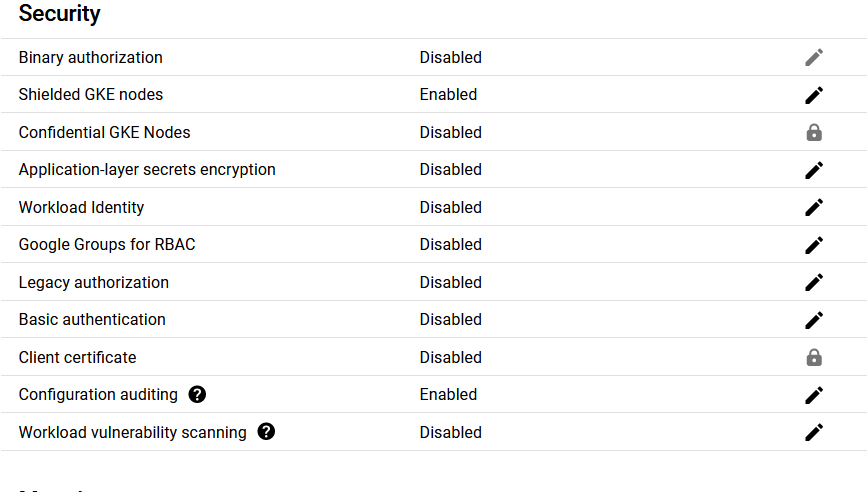 Security
Binary authorization Disabled
Shielded GKE nodes Enabled
Confidential GKE Nodes Disabled
Application-layer secrets encryption Disabled
Workload Identity Disabled
Google Groups for RBAC Disabled
Legacy authorization Disabled
Basic authentication Disabled
Client certificate Disabled
Configuration auditing ? Enabled
Workload vulnerability scanning ? Disabled